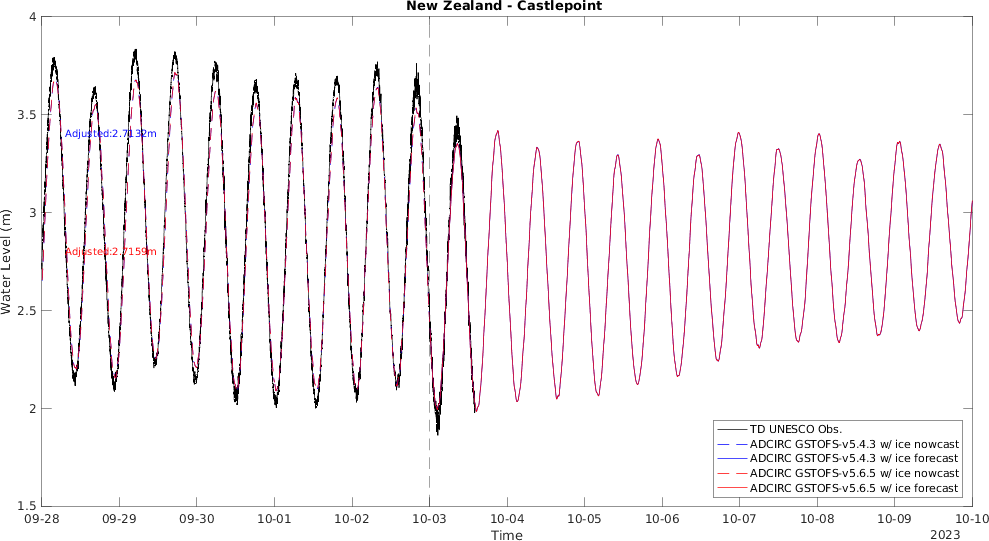 New Zealand - Castlepoint
4
3.5
3
2.5
2
1.5
Water Level (m)
Adjusted:2.7132m
Adjusted:2.7159m
TD UNESCO Obs.
ADCIRC GSTOFS-v5.4.3 w/ ice nowcast
ADCIRC GSTOFS-v5.4.3 w/ ice forecast
ADCIRC GSTOFS-v5.6.5 w/ ice nowcast
ADCIRC GSTOFS-v5.6.5 w/ ice forecast
09-28 09-29 09-30 10-01 10-02 10-03 10-04 10-05 10-06 10-07 10-08 10-09 10-10
Time
2023